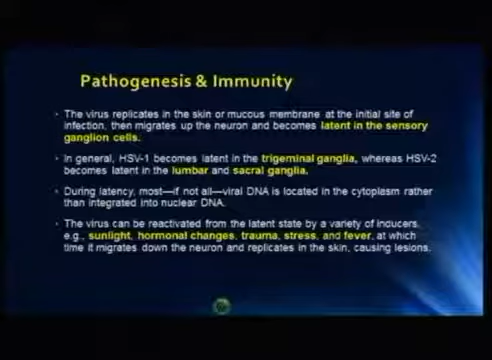 Pathogenesis & Immunity
• The virus replicates in the skin or mucous membrane at the initial site of
infection, then migrates up the neuron and becomes latent in the sensory
ganglion cells.
• In general, HSV-1 becomes latent in the trigeminal ganglia, whereas HSV-2
becomes latent in the lumbar and sacral ganglia.
• During latency, most—if not all—viral DNA is located in the cytoplasm rather
than integrated into nuclear DNA.
• The virus can be reactivated from the latent state by a variety of inducers,
e.g., sunlight, hormonal changes, trauma, stress, and fever, at which
time it migrates down the neuron and replicates in the skin, causing lesions.